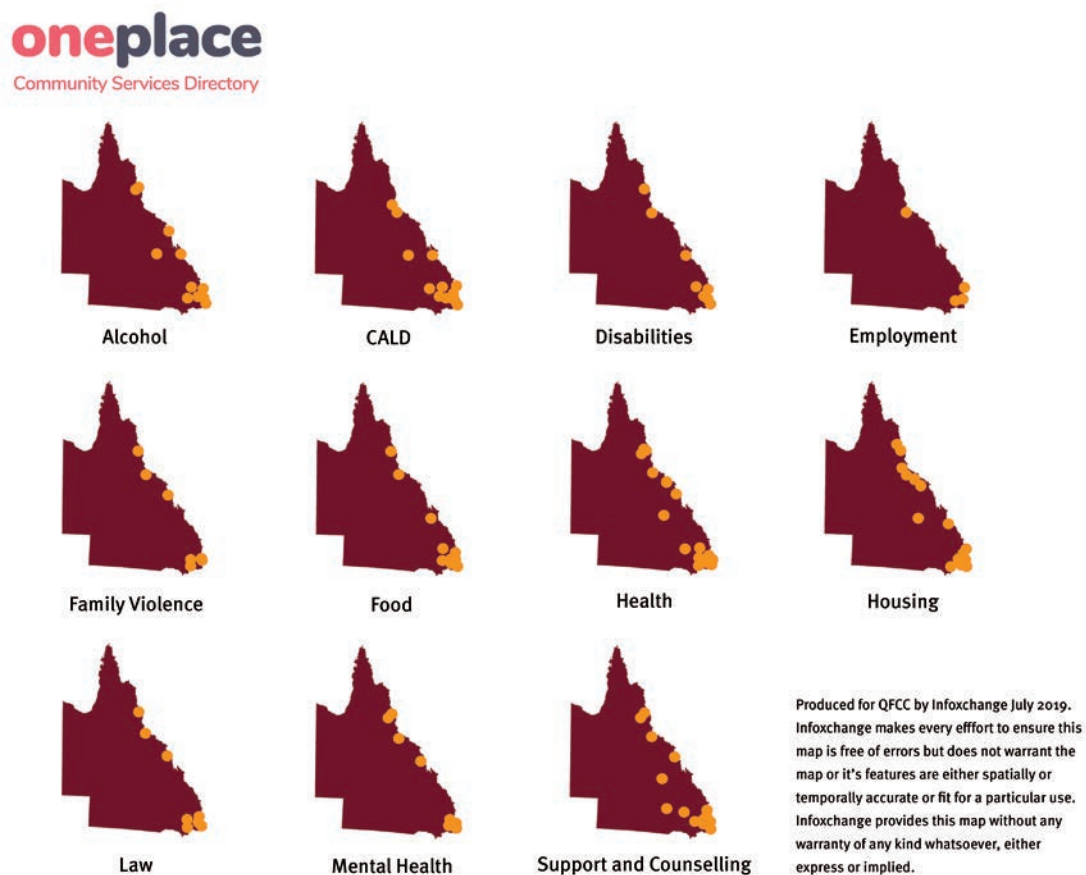 oneplace
Community Services Directory
Alcohol
CALD
Disabilities
Employment
Family Violence
Food
Health
Housing
Law
Mental Health
Support and Counselling
Produced for QFCC by Infoxchange July 2019.
Infoxchange makes every efffort to ensure this
map is free of errors but does not warrant the
map or it's features are either spatially or
temporally accurate or fit for a particular use.
Infoxchange provides this map without any
warranty of any kind whatsoever, either
express or implied.